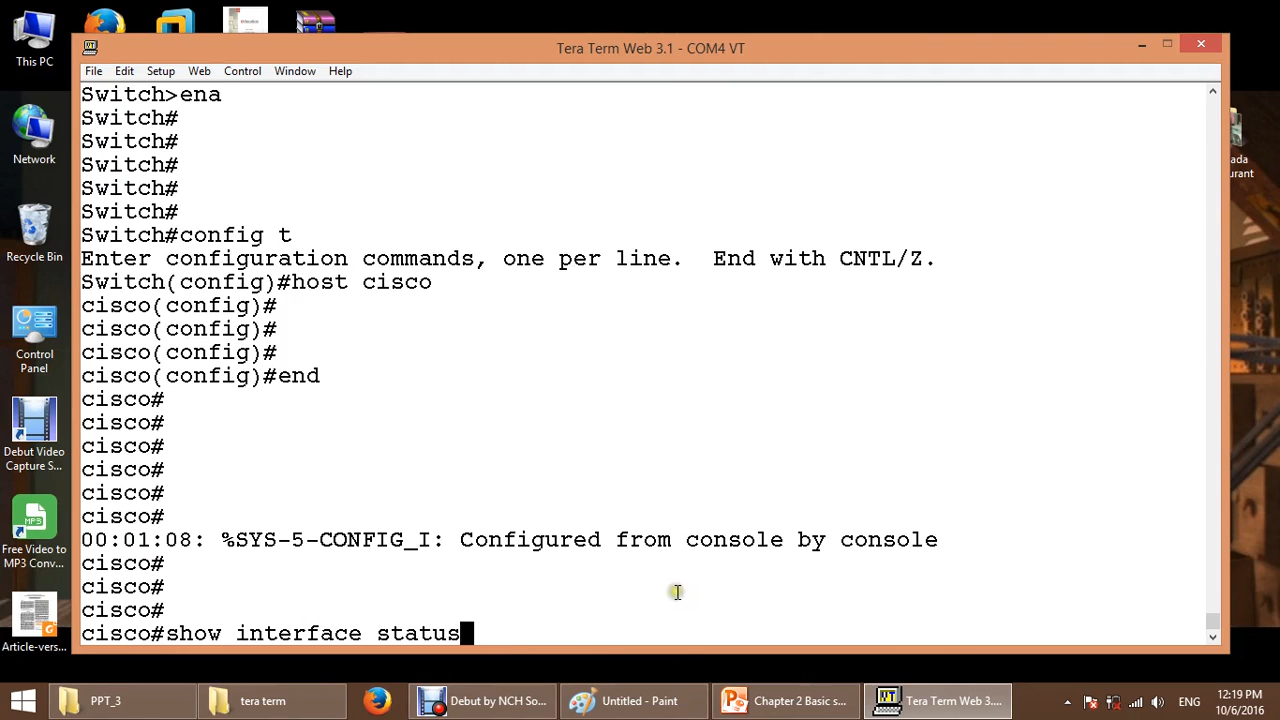 This PC
Network
Recycle Bin
Control
Panel
Debut Video
Capture S...
Free Video to
MP3 Conv...
Article-vers...
Tera Term Web 3.1 - COM4 VT
File Edit Setup Web Control Window Help
Switch>ena
Switch#
Switch#
Switch#
Switch#
Switch#
Switch#config t
Enter configuration commands, one per line.  End with CNTL/Z.
Switch(config)#host cisco
cisco(config)#
cisco(config)#
cisco(config)#
cisco(config)#end
cisco#
cisco#
cisco#
cisco#
cisco#
cisco#
00:01:08: %SYS-5-CONFIG_I: Configured from console by console
cisco#
cisco#
cisco#
cisco#show interface status
ada
urant
PPT_3
tera term
Debut by NCH So...
Untitled - Paint
Chapter 2 Basic s...
Tera Term Web 3....
ENG
12:19 PM
10/6/2016